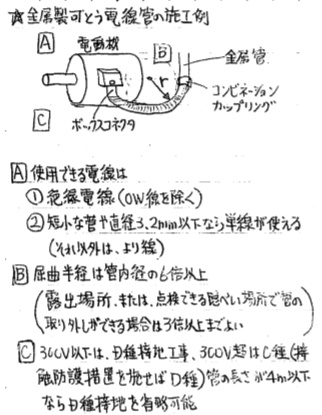 ☆金属製可とう電線管の施工例
A 電動機 B 金属管
r
コンビネーション
カップリング
C ボックスコネクタ
A 使用できる電線は
① 絶縁電線(OW線を除く)
② 短小な管や直径3.2mm以下なら単線が使える
(それ以外は、より線)
B 屈曲半径は管内径の6倍以上
(露出場所、または、点検できる隠ぺい場所で管の
取り外しができる場合は3倍以上までよい)
C 300V以下は、D種接地工事、300V超はC種(接
触防護措置を施せばD種)管の長さが4m以下
ならD種接地を省略可能